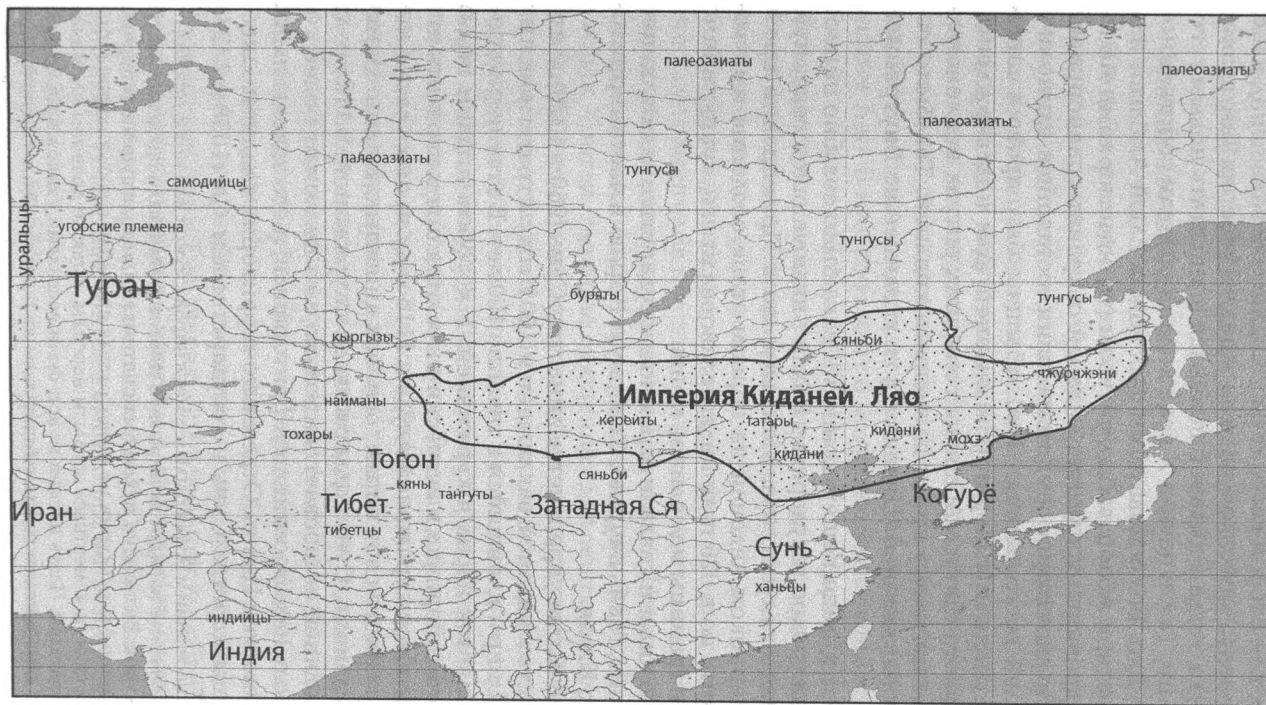 палеоазиаты
палеоазиаты
палеоазиаты
палеоазиаты
тунгусы
самодийцы
уральцы
угорские племена
тунгусы
Туран
буряты
тунгусы
кыргызы
сяньби
чжурчжэни
Империя Киданей Ляо
найманы
керейты
татары
кидани
тохары
мохэ
Тогон
кидани
сяньби
кяны
тангуты
Когурё
Тибет
Западная Ся
Иран
тибетцы
Сунь
ханьцы
индийцы
Индия